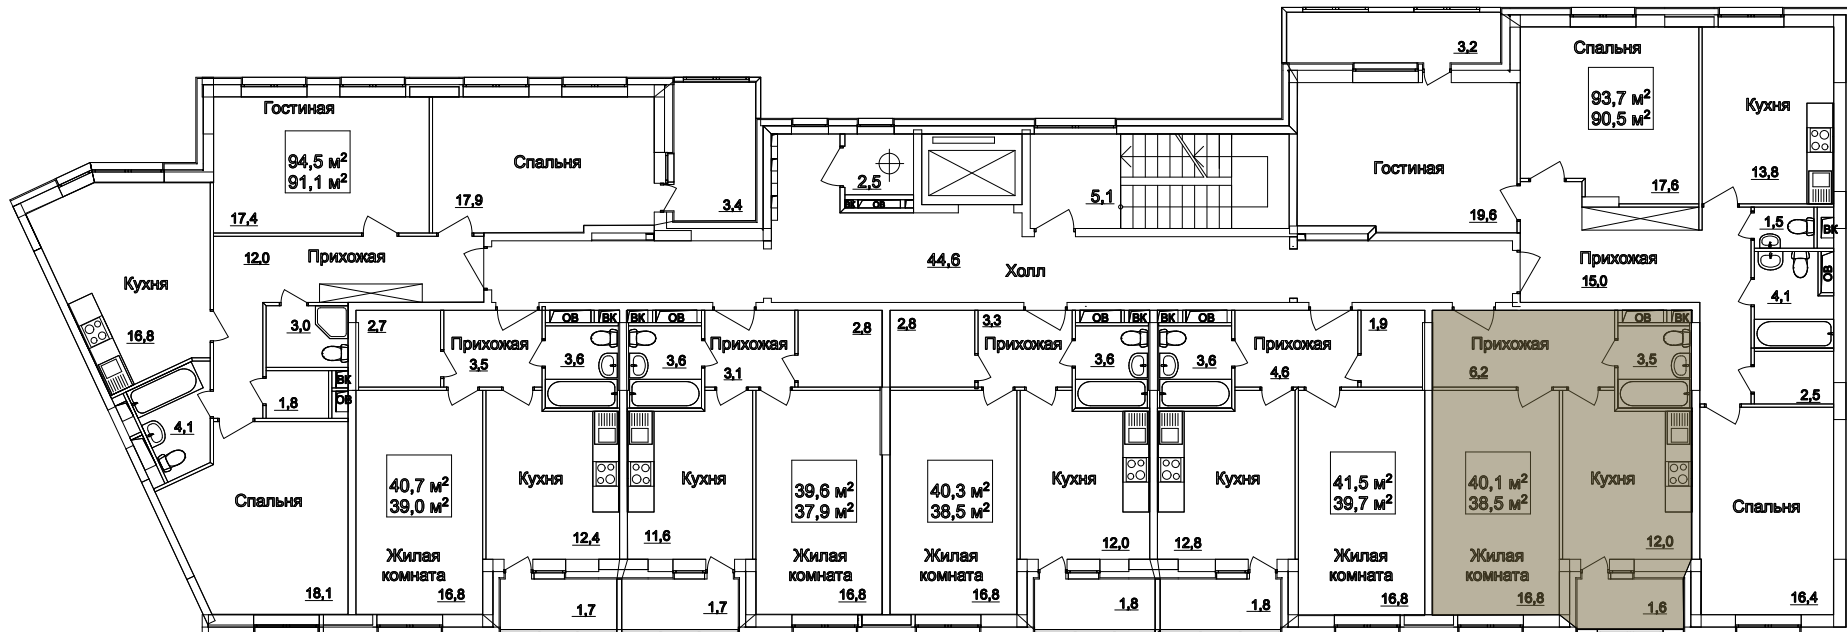 3,2
Спальня
93,7 м²
90,5 м²
17,6
Кухня
13,8
Гостиная
94,5 м²
91,1 м²
17,4
Спальня
17,9
3,4
2,5
ВК
ОВ
5,1
Гостиная
19,6
1,5
ВК
ОВ
4,1
12,0
Прихожая
44,6
Холл
Прихожая
15,0
Кухня
16,8
3,0
ВК
ОВ
1,8
4,1
2,7
Прихожая
3,5
ОВ
ВК
3,6
ВК
ОВ
3,6
Прихожая
3,1
2,8
2,8
3,3
Прихожая
ОВ
ВК
3,6
ВК
ОВ
3,6
Прихожая
4,6
1,9
Прихожая
6,2
ОВ
ВК
3,5
2,5
Спальня
18,1
40,7 м²
39,0 м²
Жилая
комната
16,8
Кухня
12,4
1,7
Кухня
11,6
1,7
39,6 м²
37,9 м²
Жилая
комната
16,8
40,3 м²
38,5 м²
Жилая
комната
16,8
Кухня
12,0
1,8
Кухня
12,8
1,8
41,5 м²
39,7 м²
Жилая
комната
16,8
40,1 м²
38,5 м²
Жилая
комната
16,8
Кухня
12,0
1,6
Спальня
16,4